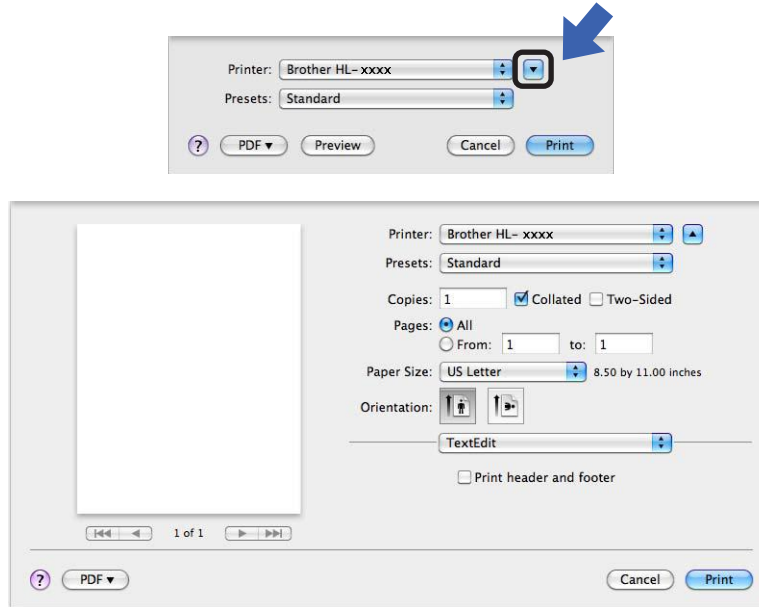 Printer: Brother HL- xxxx
Presets: Standard
? PDF▼ Preview Cancel Print
Printer: Brother HL- xxxx
Presets: Standard
Copies: 1 Collated Two-Sided
Pages: All
From: 1 to: 1
Paper Size: US Letter 8.50 by 11.00 inches
Orientation:
TextEdit
Print header and footer
1 of 1
? PDF▼ Cancel Print